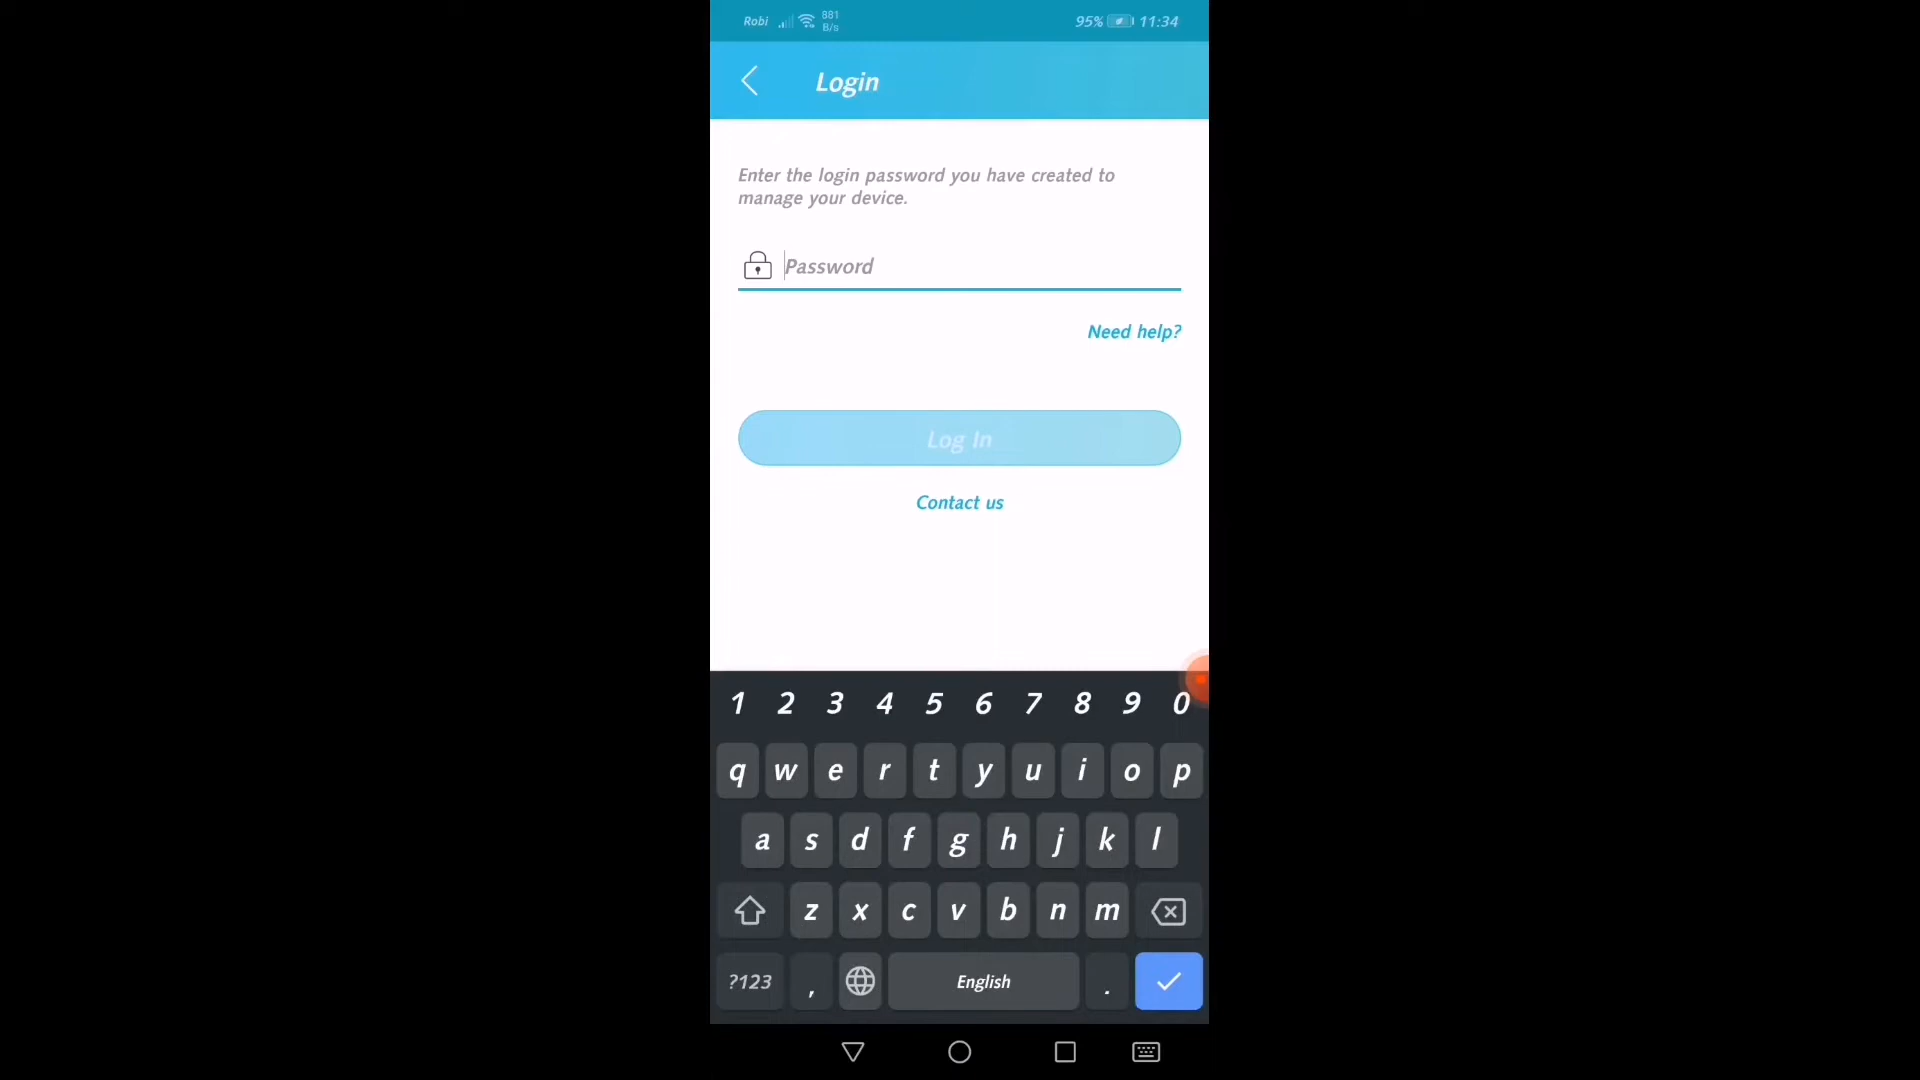 Robi 881 B/s 95% 11:34
Login
Enter the login password you have created to
manage your device.
Password
Need help?
Log In
Contact us
1 2 3 4 5 6 7 8 9 0
q w e r t y u i o p
a s d f g h j k l
z x c v b n m
?123 , English .